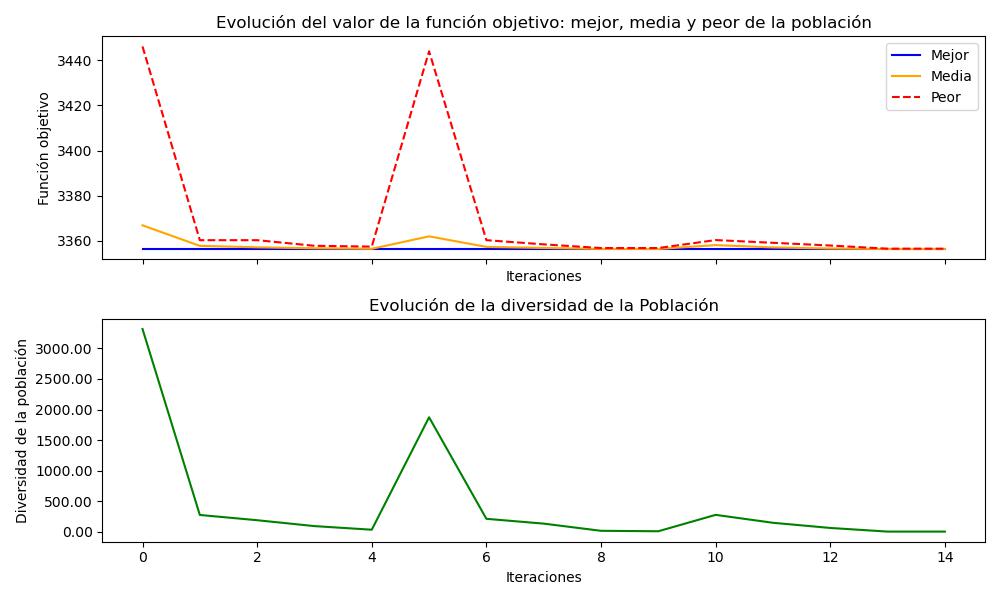 Evolución del valor de la función objetivo: mejor, media y peor de la población
Función objetivo
3440
3420
3400
3380
3360
Mejor
Media
Peor
Iteraciones
Evolución de la diversidad de la Población
Diversidad de la población
3000.00
2500.00
2000.00
1500.00
1000.00
500.00
0.00
0 2 4 6 8 10 12 14
Iteraciones